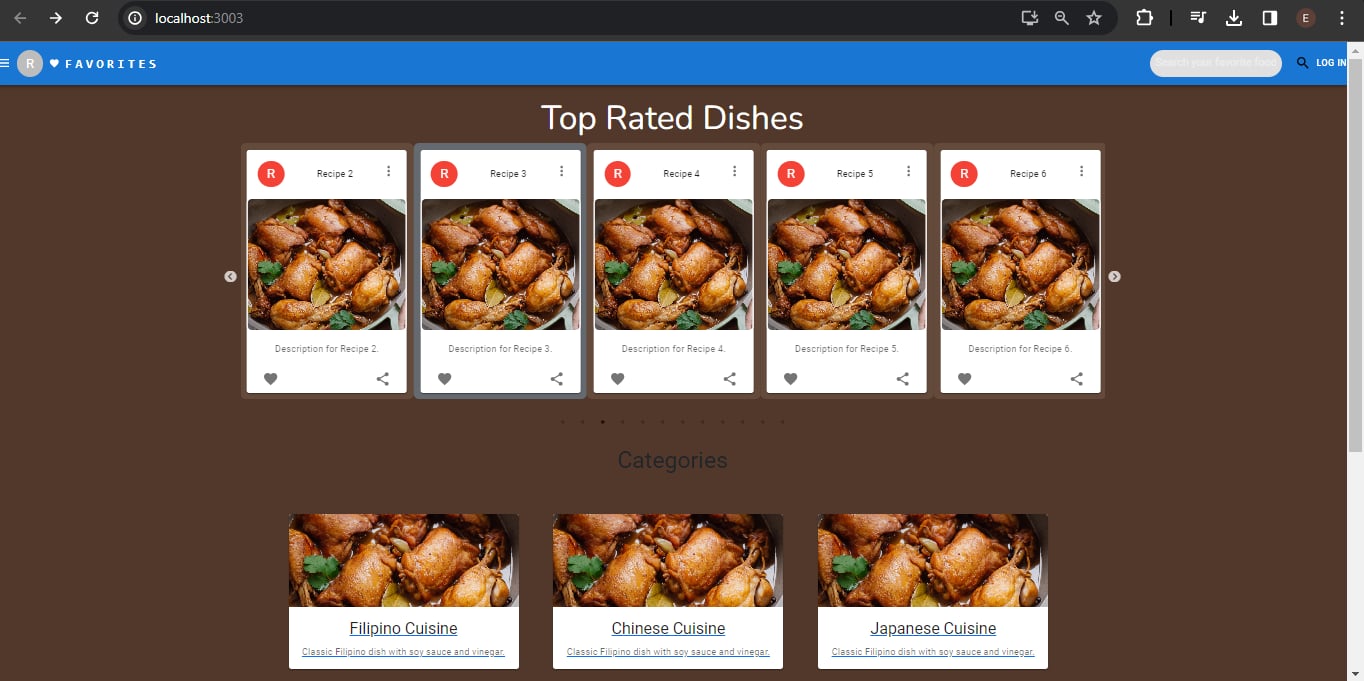 localhost:3003
E
R FAVORITES
Search your favorite food
LOG IN
Top Rated Dishes
R Recipe 2
R Recipe 3
R Recipe 4
R Recipe 5
R Recipe 6
Description for Recipe 2.
Description for Recipe 3.
Description for Recipe 4.
Description for Recipe 5.
Description for Recipe 6.
Categories
Filipino Cuisine
Classic Filipino dish with soy sauce and vinegar.
Chinese Cuisine
Classic Filipino dish with soy sauce and vinegar.
Japanese Cuisine
Classic Filipino dish with soy sauce and vinegar.